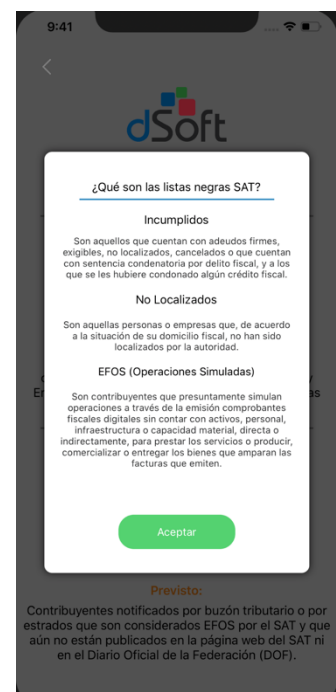 9:41
dSoft
¿Qué son las listas negras SAT?
Incumplidos
Son aquellos que cuentan con adeudos firmes,
exigibles, no localizados, cancelados o que cuentan
con sentencia condenatoria por delito fiscal, y a los
que se les hubiere condonado algún crédito fiscal.
No Localizados
Son aquellas personas o empresas que, de acuerdo
a la situación de su domicilio fiscal, no han sido
localizados por la autoridad.
EFOS (Operaciones Simuladas)
Son contribuyentes que presuntamente simulan
operaciones a través de la emisión comprobantes
fiscales digitales sin contar con activos, personal,
infraestructura o capacidad material, directa o
indirectamente, para prestar los servicios o producir,
comercializar o entregar los bienes que amparan las
facturas que emiten.
Aceptar
Previsto:
Contribuyentes notificados por buzón tributario o por
estrados que son considerados EFOS por el SAT y que
aún no están publicados en la página web del SAT ni
en el Diario Oficial de la Federación (DOF).